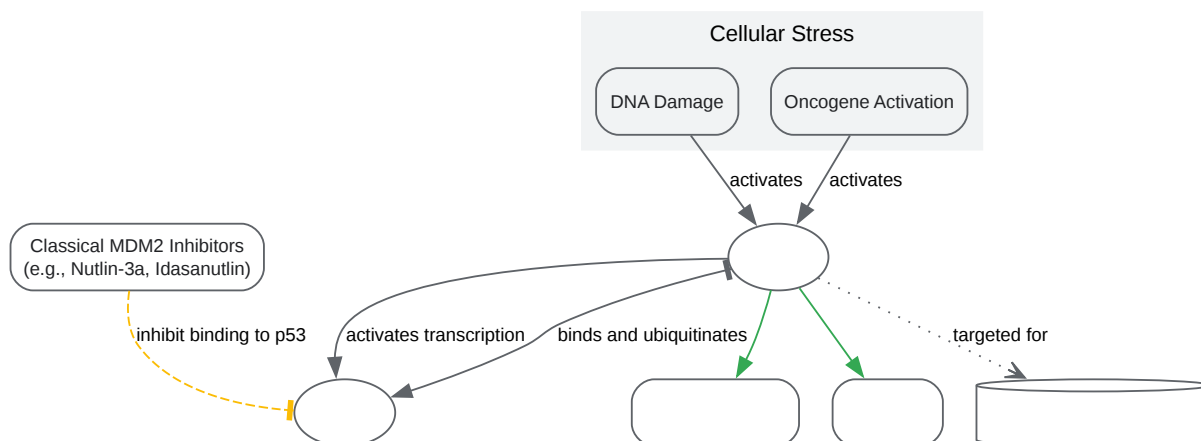 Cellular Stress
DNA Damage
Oncogene Activation
activates
activates
Classical MDM2 Inhibitors
(e.g., Nutlin-3a, Idasanutlin)
inhibit binding to p53
activates transcription
binds and ubiquitinates
targeted for